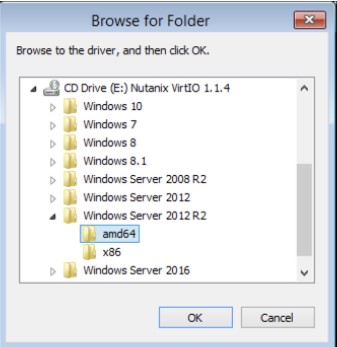 Browse for Folder
Browse to the driver, and then click OK.
CD Drive (E:) Nutanix VirtIO 1.1.4
Windows 10
Windows 7
Windows 8
Windows 8.1
Windows Server 2008 R2
Windows Server 2012
Windows Server 2012 R2
amd64
x86
Windows Server 2016
OK Cancel